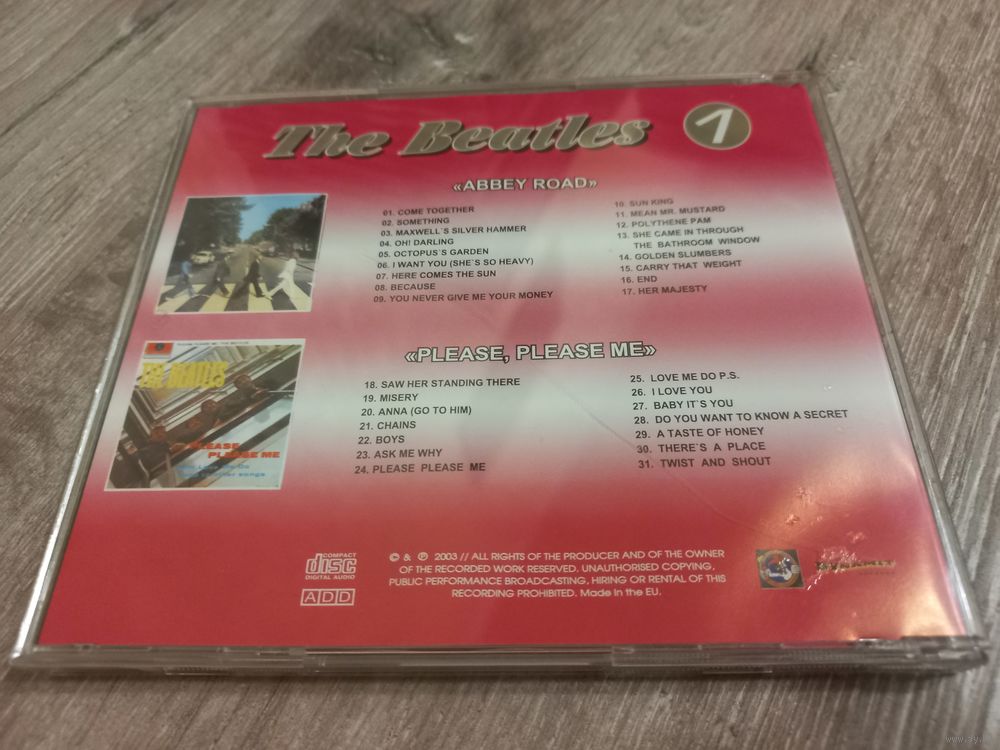 The Beatles 1
«ABBEY ROAD»
01. COME TOGETHER
02. SOMETHING
03. MAXWELL`S SILVER HAMMER
04. OH! DARLING
05. OCTOPUS`S GARDEN
06. I WANT YOU (SHE`S SO HEAVY)
07. HERE COMES THE SUN
08. BECAUSE
09. YOU NEVER GIVE ME YOUR MONEY
10. SUN KING
11. MEAN MR. MUSTARD
12. POLYTHENE PAM
13. SHE CAME IN THROUGH
THE BATHROOM WINDOW
14. GOLDEN SLUMBERS
15. CARRY THAT WEIGHT
16. END
17. HER MAJESTY
THE BEATLES
PLEASE
PLEASE ME
songs
«PLEASE, PLEASE ME»
18. SAW HER STANDING THERE
19. MISERY
20. ANNA (GO TO HIM)
21. CHAINS
22. BOYS
23. ASK ME WHY
24. PLEASE PLEASE ME
25. LOVE ME DO P.S.
26. I LOVE YOU
27. BABY IT`S YOU
28. DO YOU WANT TO KNOW A SECRET
29. A TASTE OF HONEY
30. THERE`S A PLACE
31. TWIST AND SHOUT
COMPACT
disc
DIGITAL AUDIO
ADD
© & ℗ 2003 // ALL RIGHTS OF THE PRODUCER AND OF THE OWNER
OF THE RECORDED WORK RESERVED. UNAUTHORISED COPYING,
PUBLIC PERFORMANCE BROADCASTING, HIRING OR RENTAL OF THIS
RECORDING PROHIBITED. Made in the EU.